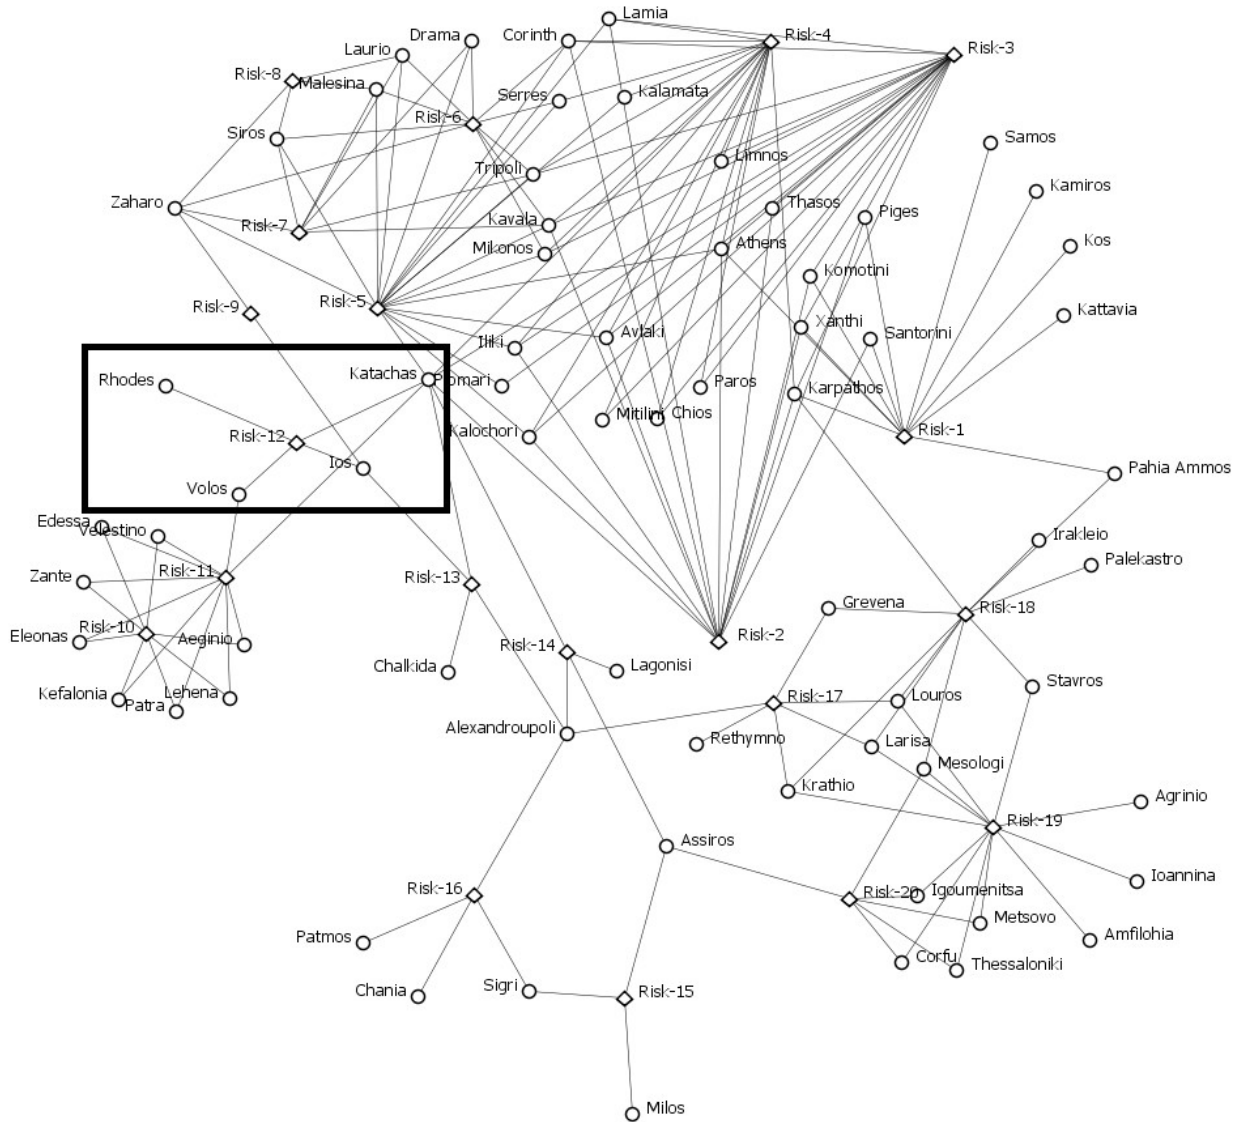 Lamia
Drama
Corinth
Risk-4
Risk-3
Laurio
Risk-8
Malesina
Serres
Kalamata
Risk-6
Siros
Samos
Limnos
Tripoli
Kamiros
Zaharo
Thasos
Piges
Risk-7
Kavala
Kos
Mikonos
Athens
Komotini
Risk-9
Risk-5
Kattavia
Xanthi
Iliki
Avlaki
Santorini
Rhodes
Katachas
Plomari
Paros
Karpathos
Mitilini
Chios
Risk-12
Kalochori
Risk-1
Ios
Pahia Ammos
Volos
Edessa
Velestino
Irakleio
Palekastro
Zante
Risk-11
Risk-13
Grevena
Risk-18
Risk-10
Eleonas
Aeginio
Risk-14
Risk-2
Chalkida
Lagonisi
Stavros
Kefalonia
Patra
Lehena
Risk-17
Louros
Alexandroupoli
Rethymno
Larisa
Mesologi
Krathio
Agrinio
Risk-19
Assiros
Ioannina
Risk-16
Risk-20
Igoumenitsa
Metsovo
Patmos
Amfilohia
Corfu
Thessaloniki
Chania
Sigri
Risk-15
Milos